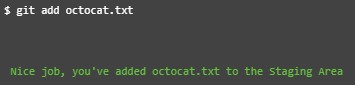 $ git add octocat.txt
Nice job, you've added octocat.txt to the Staging Area